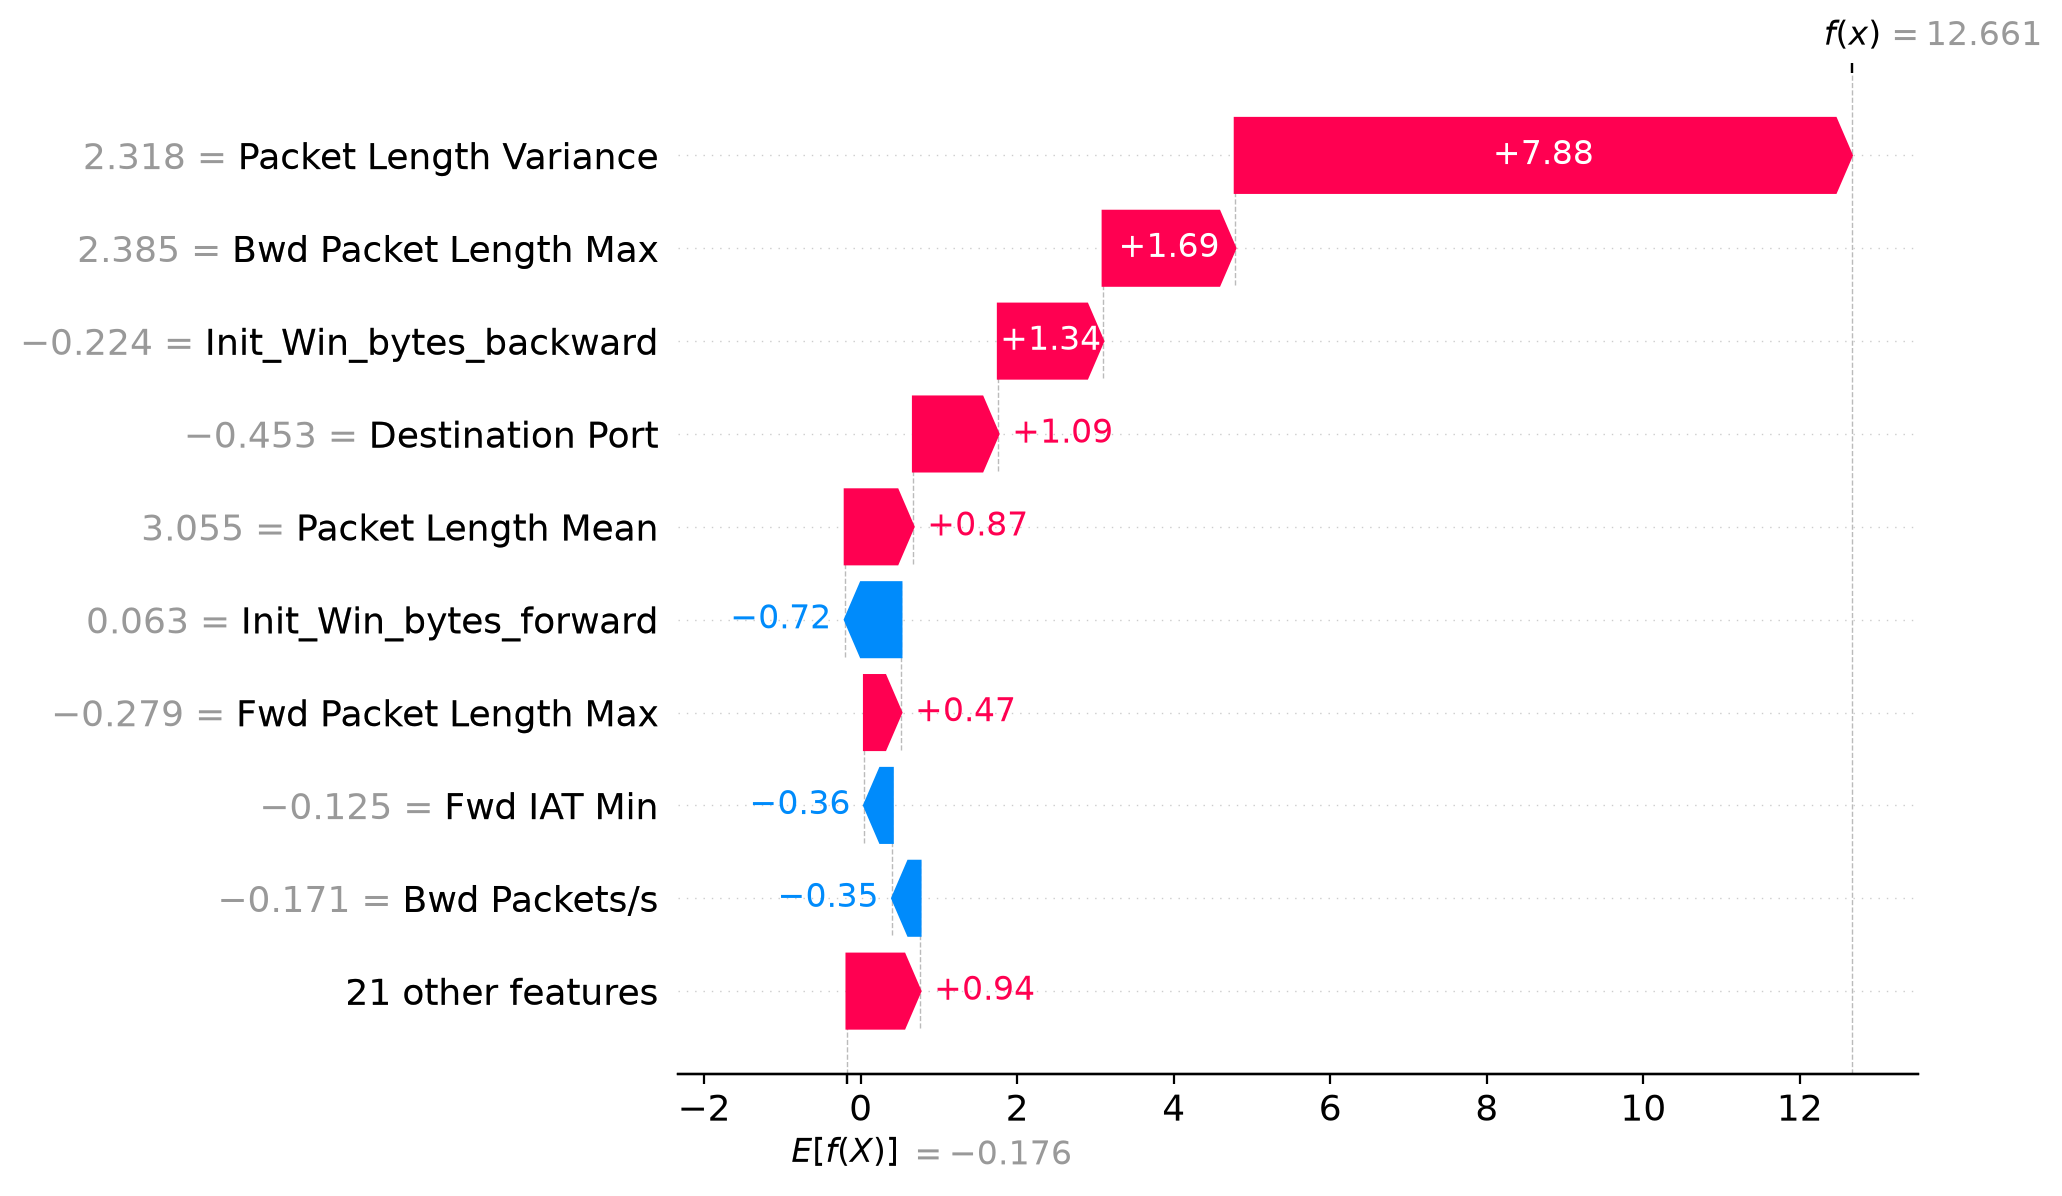 f(x) = 12.661
2.318 = Packet Length Variance +7.88
2.385 = Bwd Packet Length Max +1.69
−0.224 = Init_Win_bytes_backward +1.34
−0.453 = Destination Port +1.09
3.055 = Packet Length Mean +0.87
0.063 = Init_Win_bytes_forward −0.72
−0.279 = Fwd Packet Length Max +0.47
−0.125 = Fwd IAT Min −0.36
−0.171 = Bwd Packets/s −0.35
21 other features +0.94
−2 0 2 4 6 8 10 12
E[f(X)] = −0.176